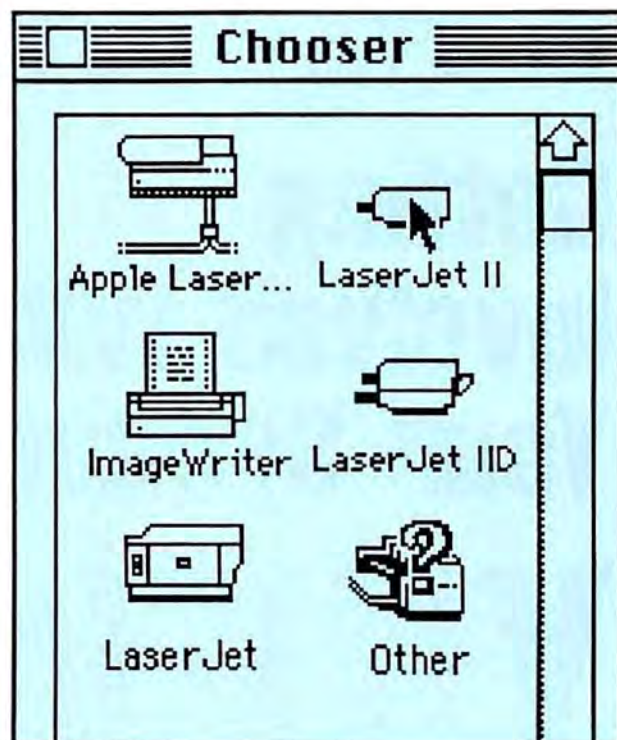 Chooser
Apple Laser... LaserJet II
ImageWriter LaserJet IID
LaserJet Other